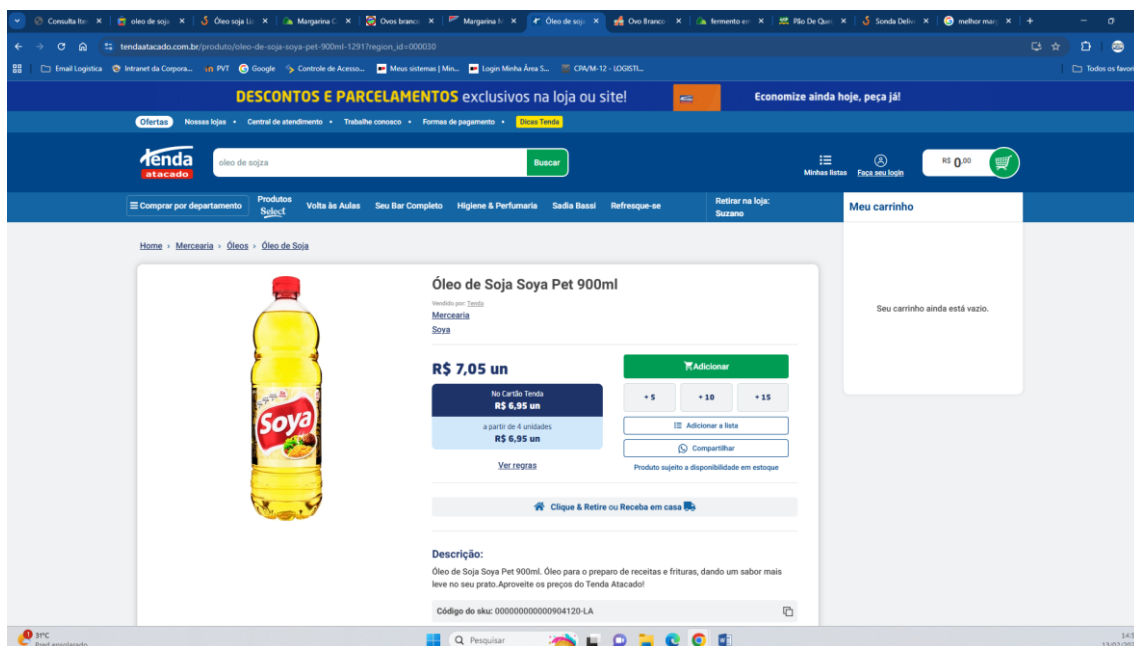 Consulta Iter
oleo de soja
Óleo soja Li
Margarina C
Ovos branco
Margarina
Óleo de soja
Ovo Branco
fermento e
Pão De Quei
Sonda Deliv
melhor marg
tendaatacado.com.br/produto/oleo-de-soja-soya-pet-900ml-1291?region_id=000030
Email Logistica
Intranet da Corpora...
PVT
Google
Controle de Acesso...
Meus sistemas | Min...
Login Minha Área S...
CPA/M-12 - LOGISTI...
Todos os favori
DESCONTOS E PARCELAMENTOS exclusivos na loja ou site!
Economize ainda hoje, peça já!
Ofertas
Nossas lojas • Central de atendimento • Trabalhe conosco • Formas de pagamento •
Dicas Tenda
Tenda
atacado
oleo de sojza
Buscar
Minhas listas
Faça seu login
R$ 0,00
Comprar por departamento
Produtos
Select
Volta às Aulas
Seu Bar Completo
Higiene & Perfumaria
Sadia Bassi
Refresque-se
Retirar na loja:
Suzano
Meu carrinho
Seu carrinho ainda está vazio.
Home › Mercearia › Óleos › Óleo de Soja
Soya
Óleo de Soja Soya Pet 900ml
Vendido por: Tenda
Mercearia
Soya
R$ 7,05 un
No Cartão Tenda
R$ 6,95 un
a partir de 4 unidades
R$ 6,95 un
Ver regras
Adicionar
+ 5
+ 10
+ 15
Adicionar a lista
Compartilhar
Produto sujeito a disponibilidade em estoque
Clique & Retire ou Receba em casa
Descrição:
Óleo de Soja Soya Pet 900ml. Óleo para o preparo de receitas e frituras, dando um sabor mais
leve no seu prato.Aproveite os preços do Tenda Atacado!
Código do sku: 000000000000904120-LA
31°C
Pred ensolarado
Pesquisar